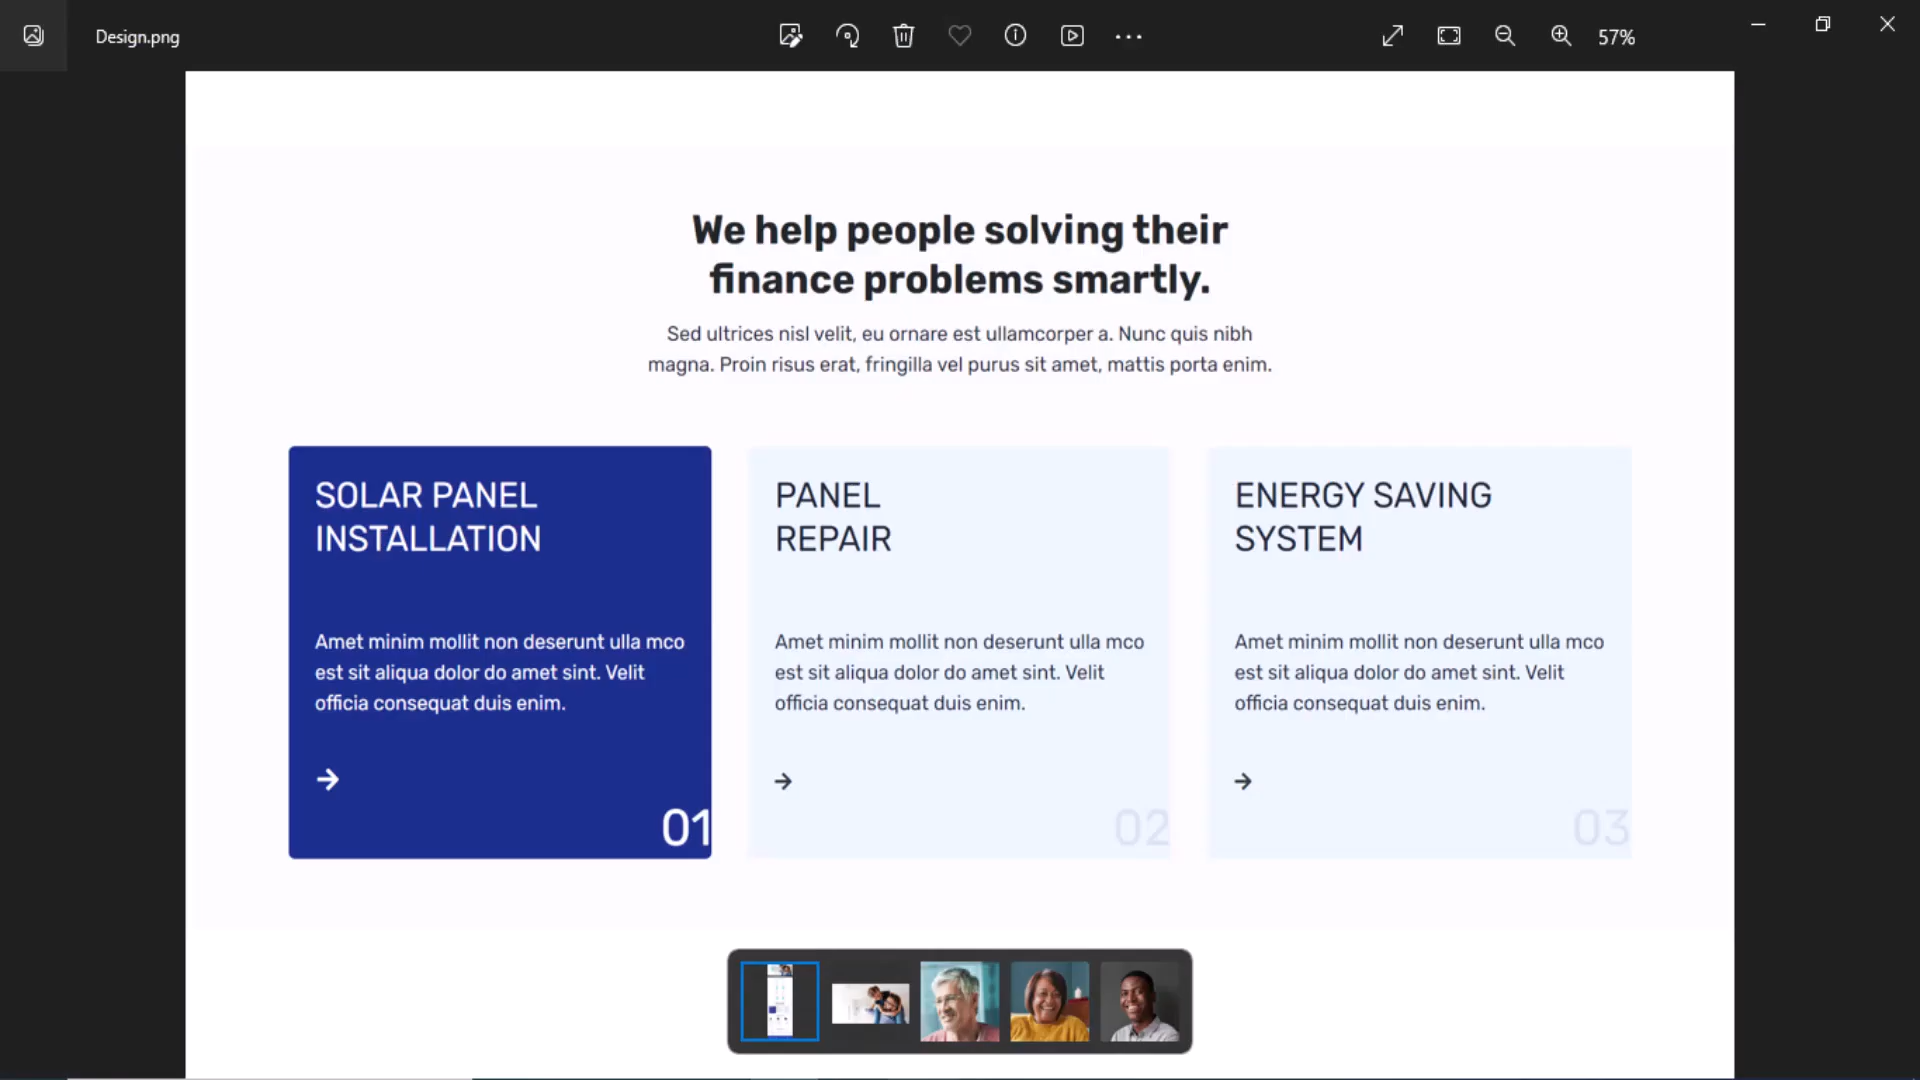 Design.png
57%
We help people solving their
finance problems smartly.
Sed ultrices nisl velit, eu ornare est ullamcorper a. Nunc quis nibh
magna. Proin risus erat, fringilla vel purus sit amet, mattis porta enim.
SOLAR PANEL
INSTALLATION
Amet minim mollit non deserunt ulla mco
est sit aliqua dolor do amet sint. Velit
officia consequat duis enim.
01
PANEL
REPAIR
Amet minim mollit non deserunt ulla mco
est sit aliqua dolor do amet sint. Velit
officia consequat duis enim.
02
ENERGY SAVING
SYSTEM
Amet minim mollit non deserunt ulla mco
est sit aliqua dolor do amet sint. Velit
officia consequat duis enim.
03